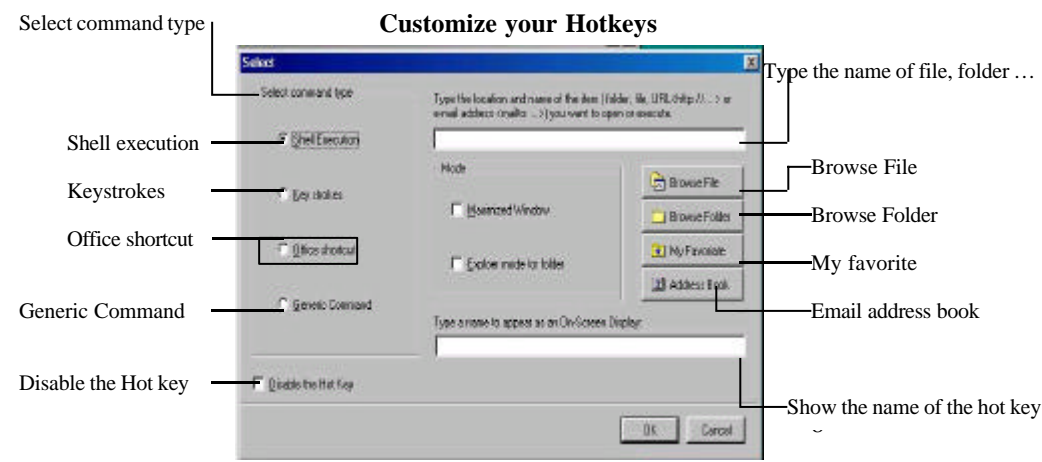 Customize your Hotkeys
Select command type
Select
Select command type
Type the location and name of the item (folder, file, URL<http://...> or
e-mail address <mailto: ...>) you want to open or execute.
Type the name of file, folder …
Shell execution
Shell Execution
Mode
Browse File
Browse File
Keystrokes
Key strokes
Maximized Window
Browse Folder
Browse Folder
Office shortcut
Office shortcut
Explorer mode for folder
My Favorate
My favorite
Address Book
Email address book
Generic Command
Generic Command
Type a name to appear as an On-Screen Display:
Disable the Hot key
Disable the Hot Key
Show the name of the hot key
OK
Cancel